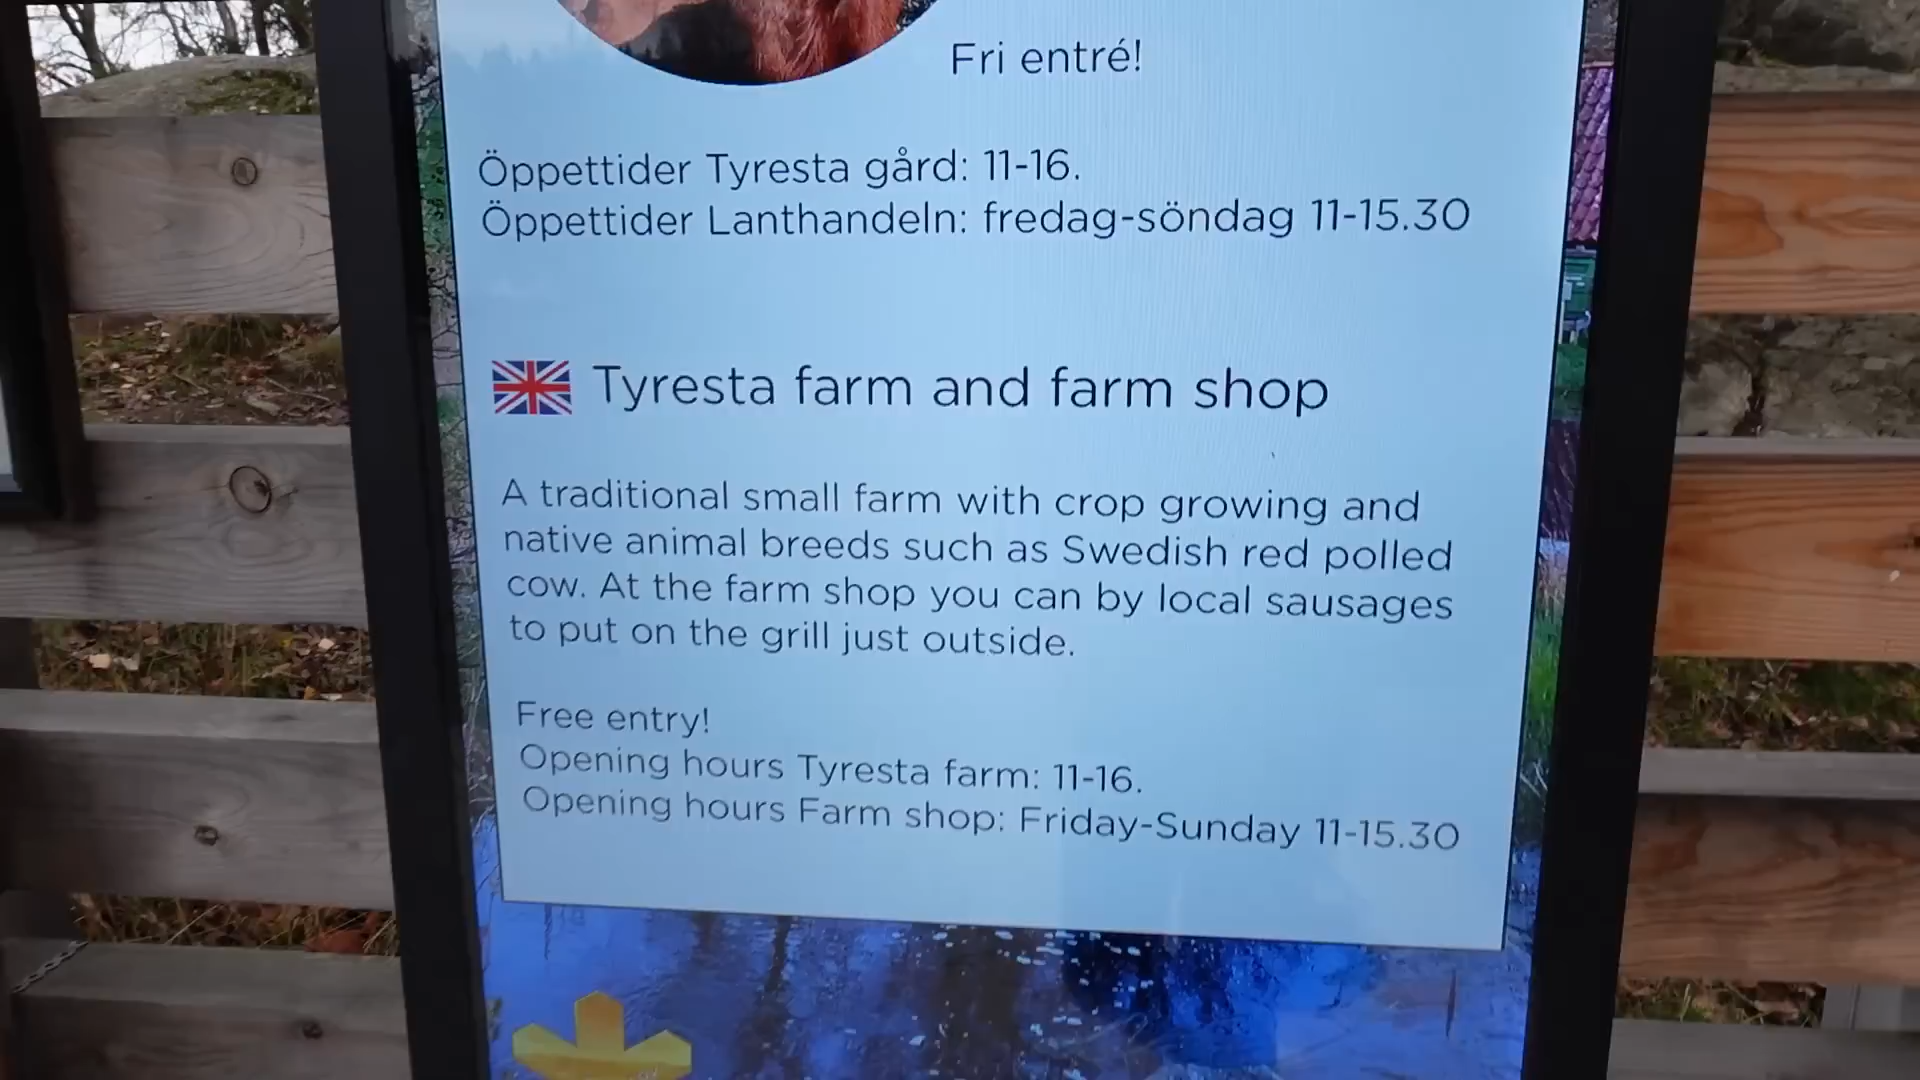 Fri entré!
Öppettider Tyresta gård: 11-16.
Öppettider Lanthandeln: fredag-söndag 11-15.30
Tyresta farm and farm shop
A traditional small farm with crop growing and
native animal breeds such as Swedish red polled
cow. At the farm shop you can by local sausages
to put on the grill just outside.
Free entry!
Opening hours Tyresta farm: 11-16.
Opening hours Farm shop: Friday-Sunday 11-15.30